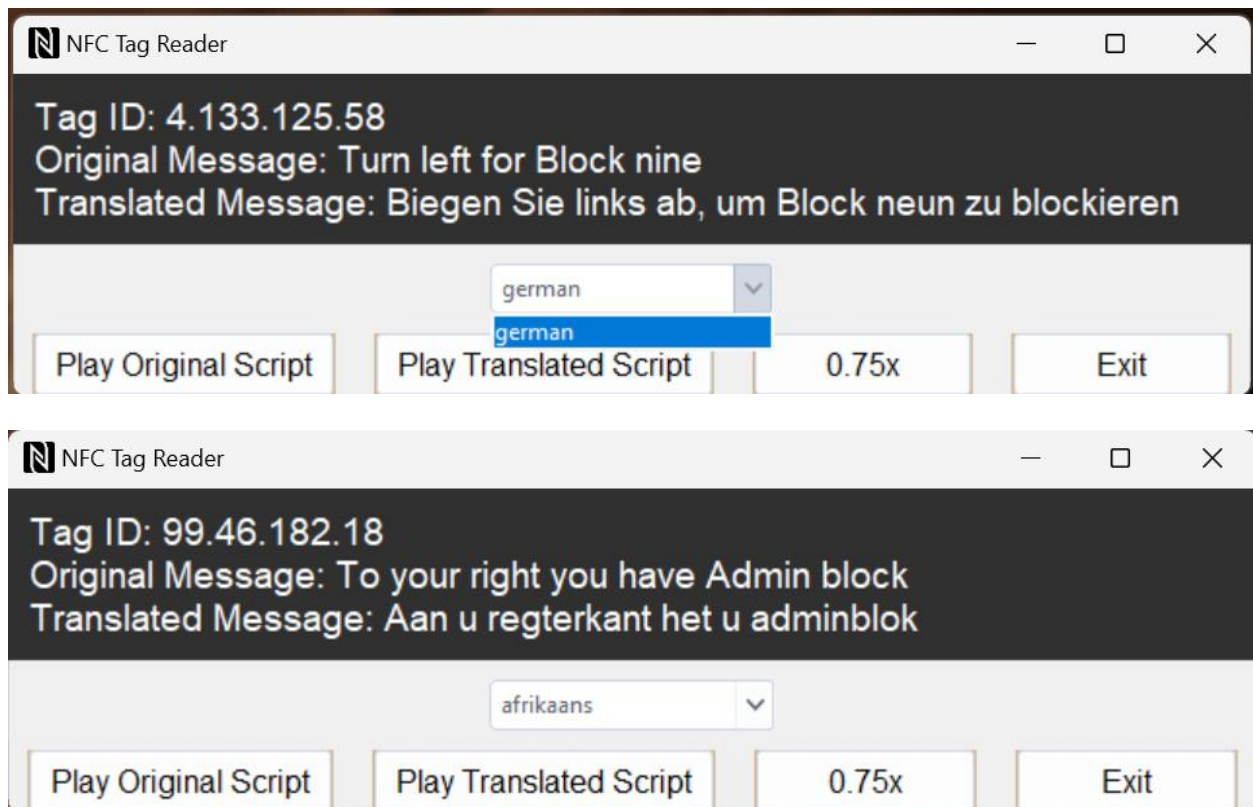 NFC Tag Reader
Tag ID: 4.133.125.58
Original Message: Turn left for Block nine
Translated Message: Biegen Sie links ab, um Block neun zu blockieren
german
german
Play Original Script Play Translated Script 0.75x Exit
NFC Tag Reader
Tag ID: 99.46.182.18
Original Message: To your right you have Admin block
Translated Message: Aan u regterkant het u adminblok
afrikaans
Play Original Script Play Translated Script 0.75x Exit